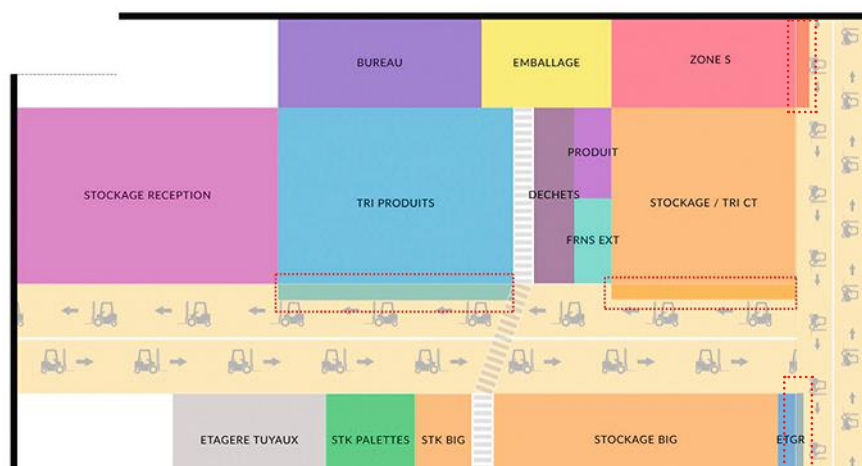 BUREAU
EMBALLAGE
ZONE S
STOCKAGE RECEPTION
TRI PRODUITS
DECHETS
PRODUIT
FRNS EXT
STOCKAGE / TRI CT
ETAGERE TUYAUX
STK PALETTES
STK BIG
STOCKAGE BIG
ETGR